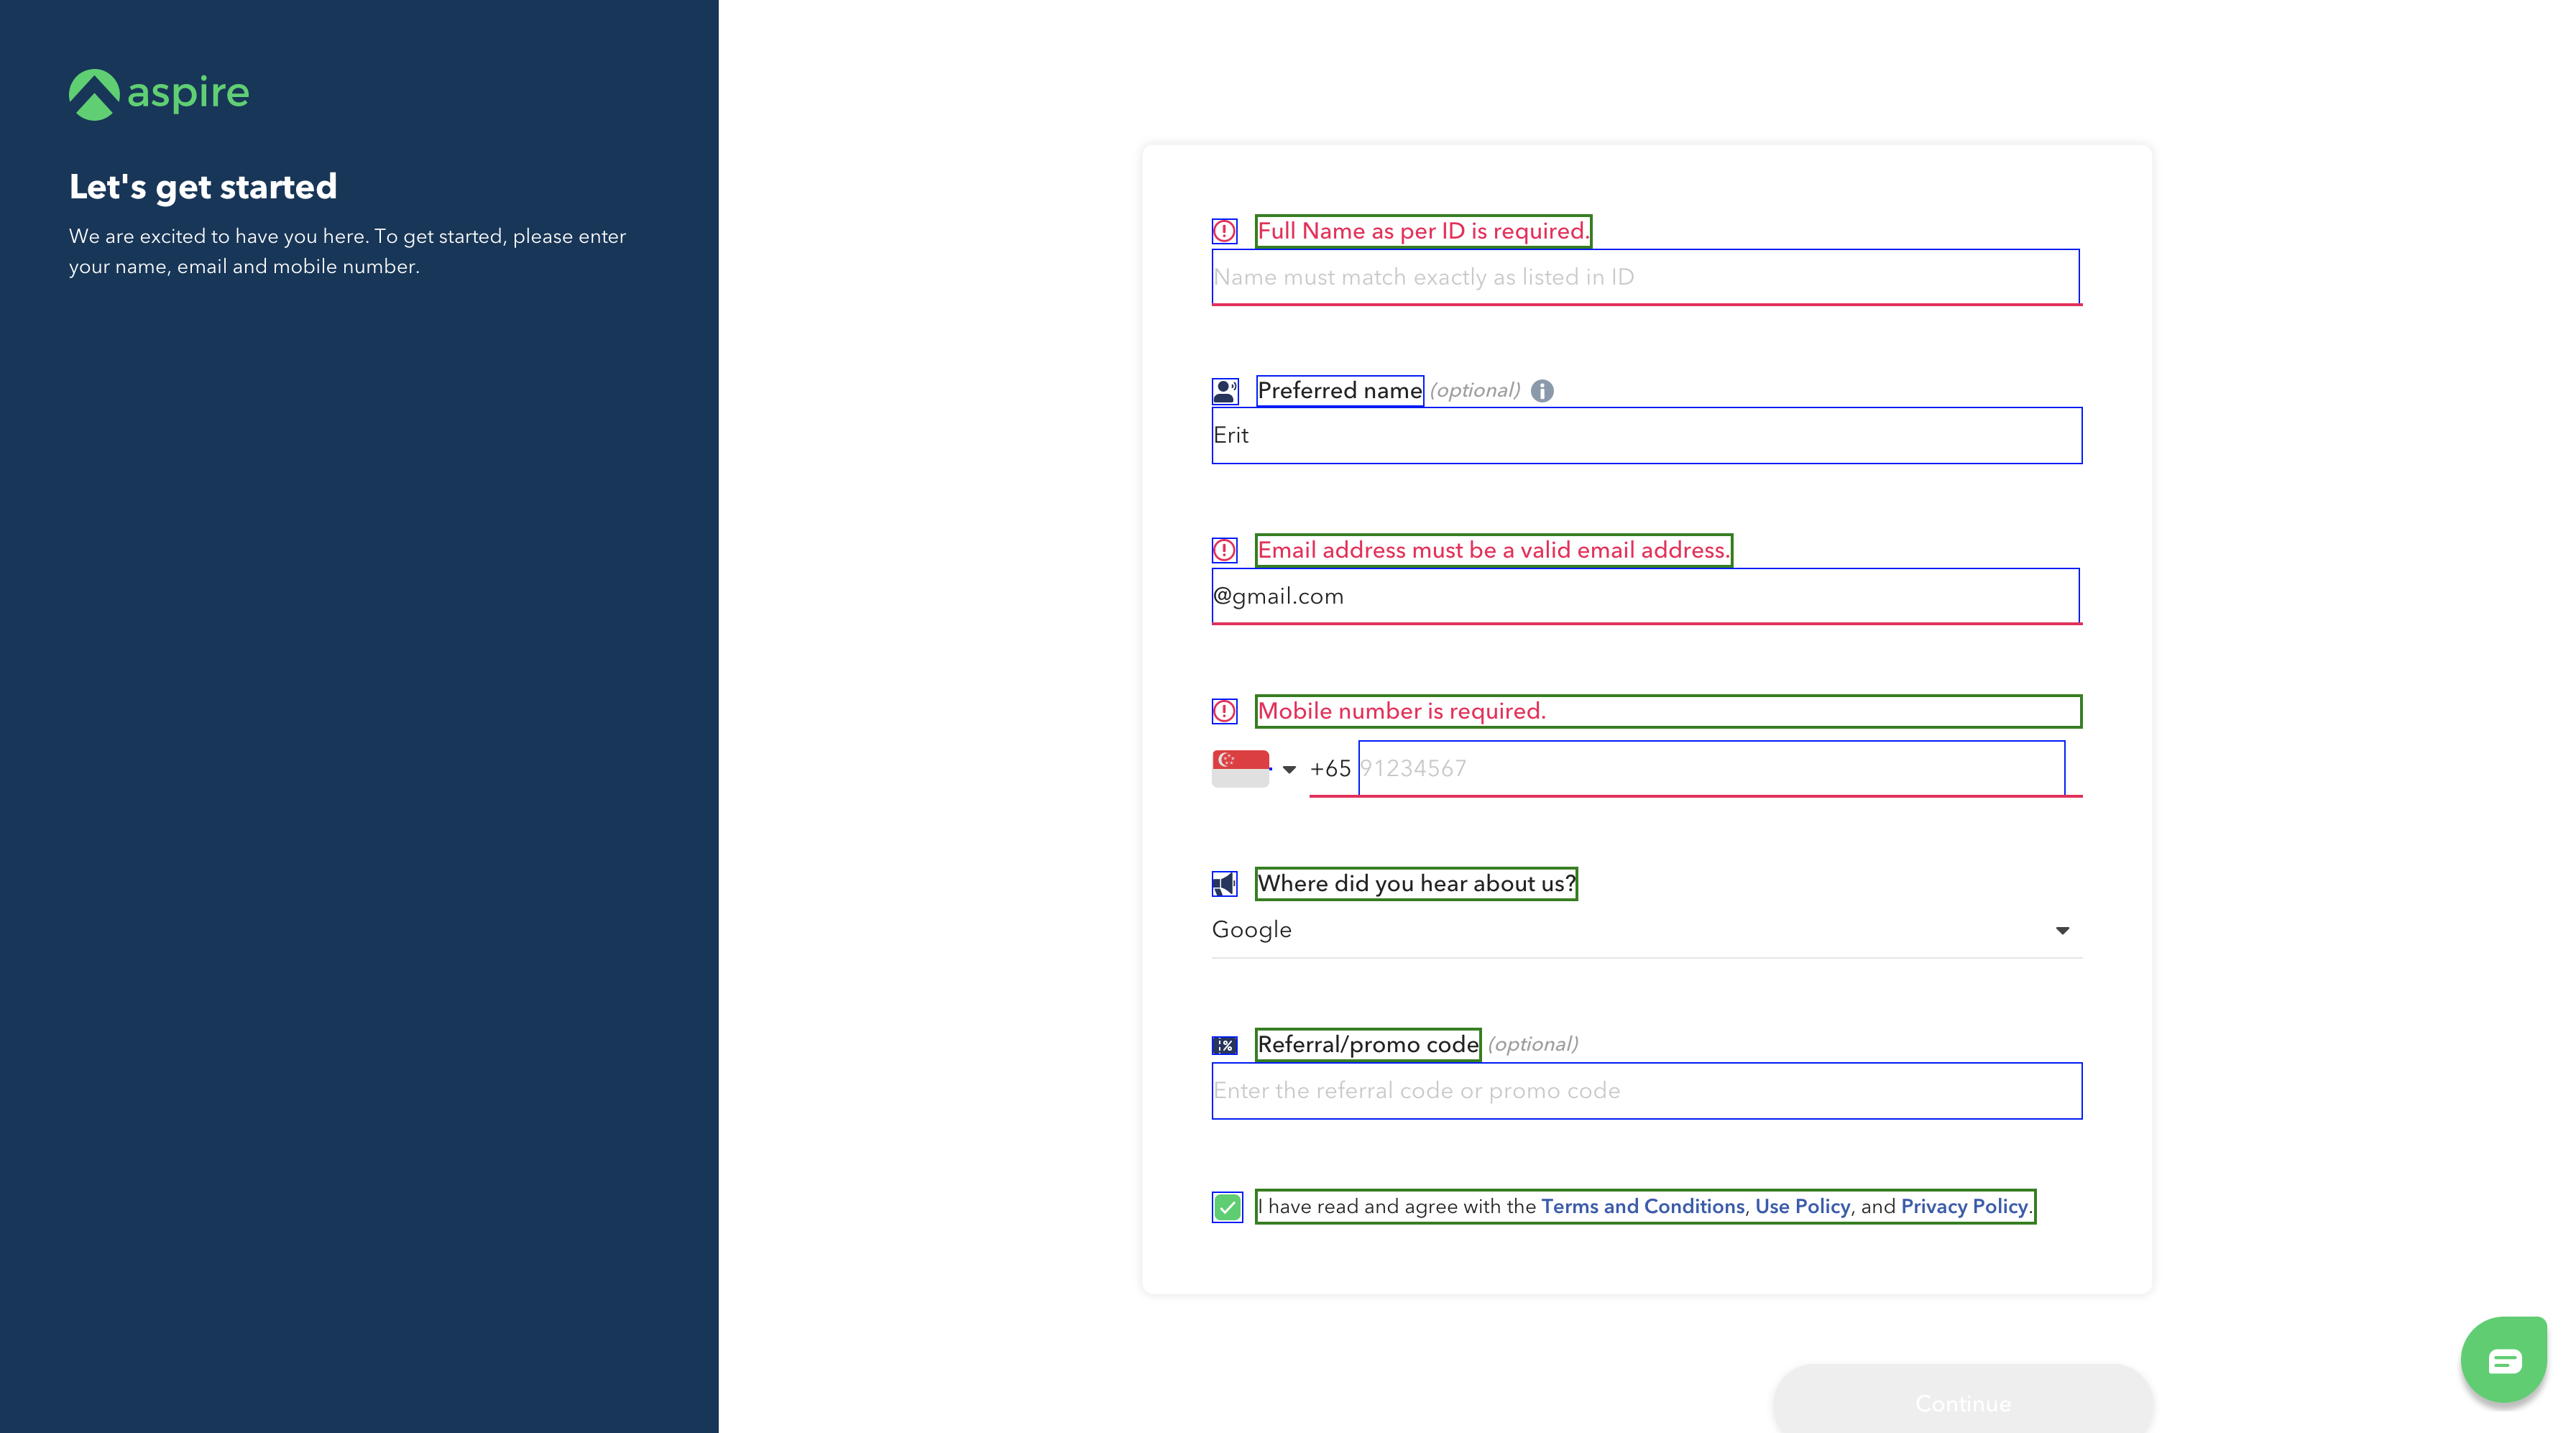 aspire
Let's get started
We are excited to have you here. To get started, please enter
your name, email and mobile number.
Full Name as per ID is required.
Name must match exactly as listed in ID
Preferred name (optional)
Erit
Email address must be a valid email address.
@gmail.com
Mobile number is required.
+65 91234567
Where did you hear about us?
Google
Referral/promo code (optional)
Enter the referral code or promo code
I have read and agree with the Terms and Conditions, Use Policy, and Privacy Policy.
Continue